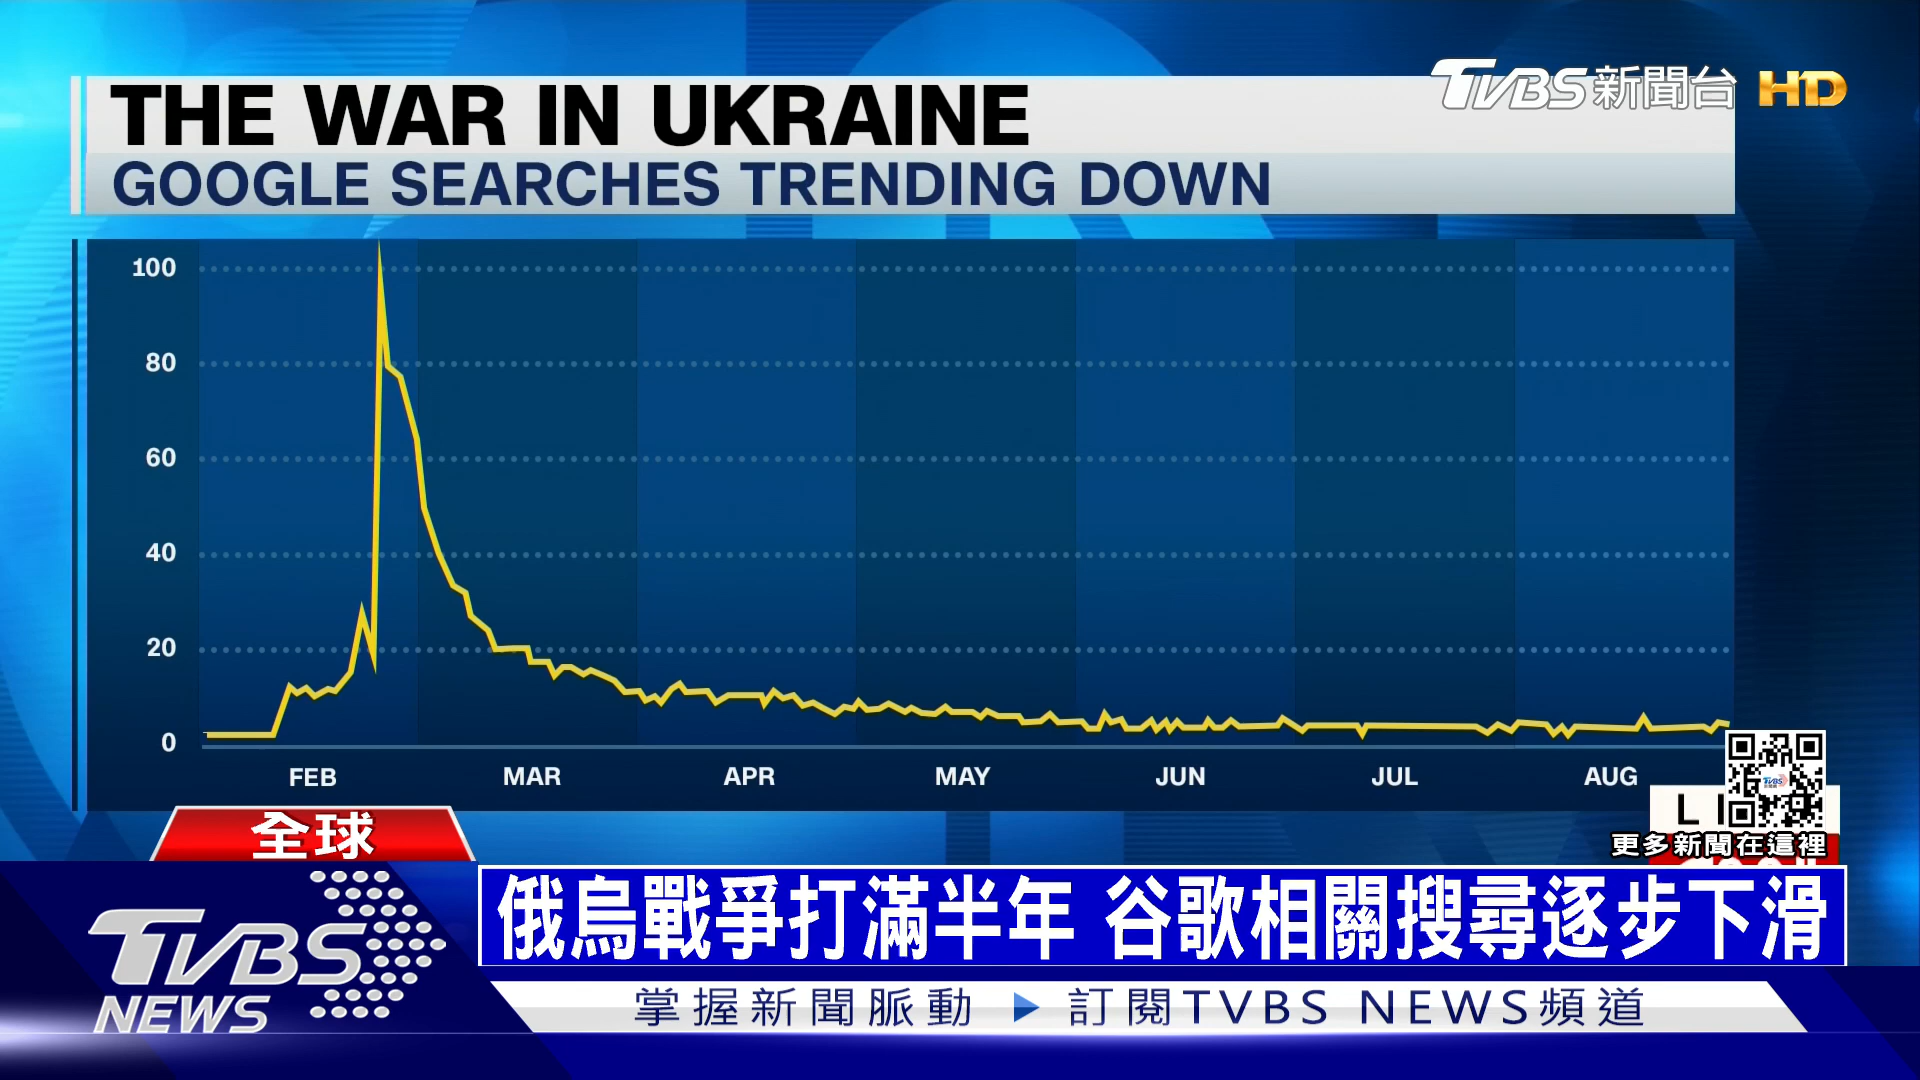 THE WAR IN UKRAINE
TVBS新聞台 HD
GOOGLE SEARCHES TRENDING DOWN
100
80
60
40
20
0
FEB MAR APR MAY JUN JUL AUG
更多新聞在這裡
全球
俄烏戰爭打滿半年 谷歌相關搜尋逐步下滑
TVBS NEWS
掌握新聞脈動 ▶ 訂閱TVBS NEWS頻道